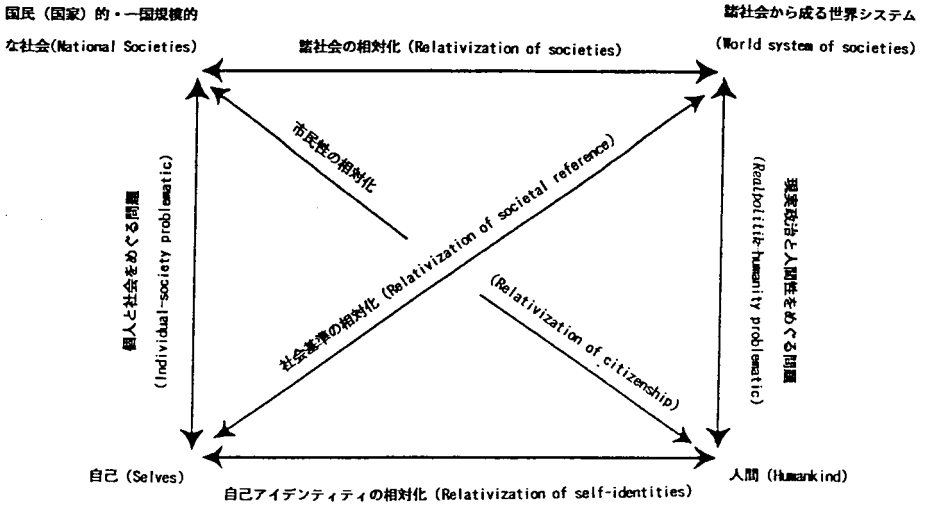 国民（国家）的・一国規模的
な社会(National Societies)
諸社会から成る世界システム
(World system of societies)
諸社会の相対化（Relativization of societies)
市民性の相対化
社会基準の相対化（Relativization of societal reference)
(Relativization of citizenship)
個人と社会をめぐる問題
(Individual-society problematic)
現実政治と人間性をめぐる問題
(Realpolitik-humanity problematic)
自己（Selves)
人間（Humankind)
自己アイデンティティの相対化（Relativization of self-identities)